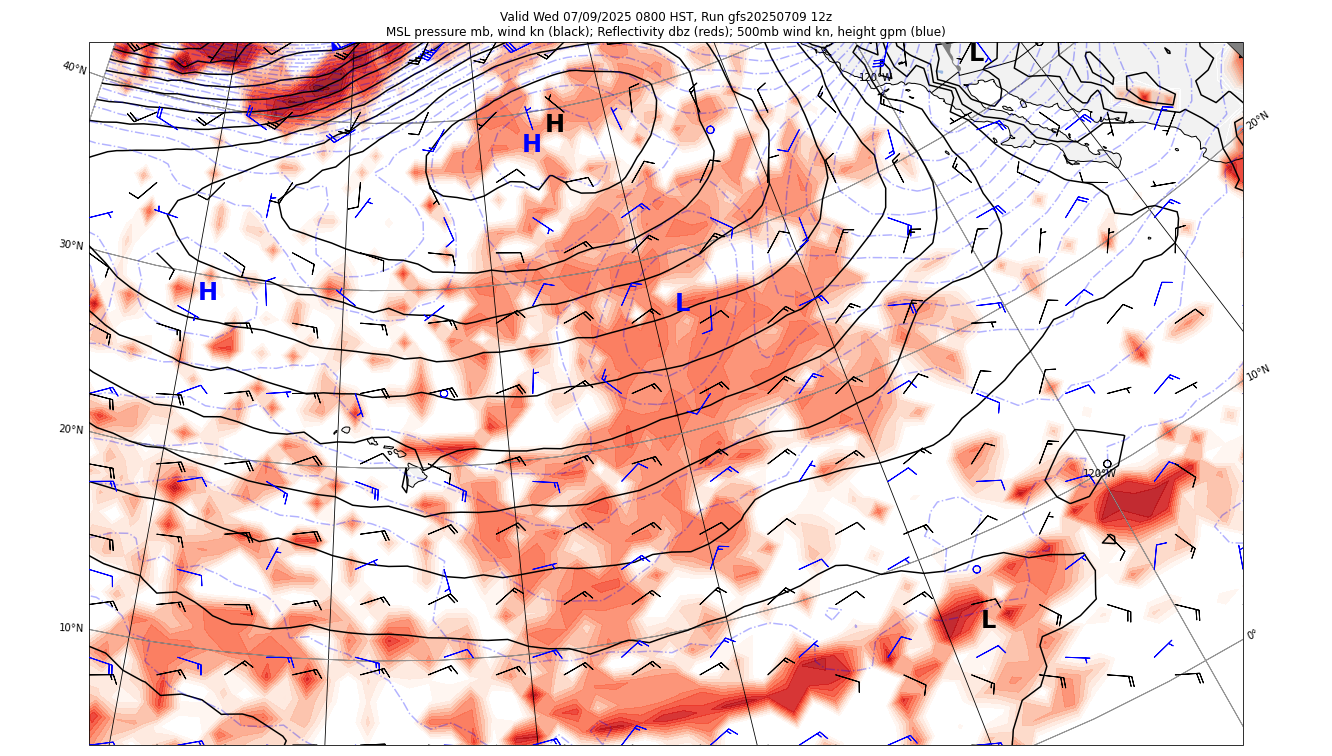 Valid Wed 07/09/2025 0800 HST, Run gfs20250709 12z
MSL pressure mb, wind kn (black); Reflectivity dbz (reds); 500mb wind kn, height gpm (blue)
L
120°W
40°N
20°N
H
H
30°N
H
L
10°N
20°N
120°W
L
10°N
0°